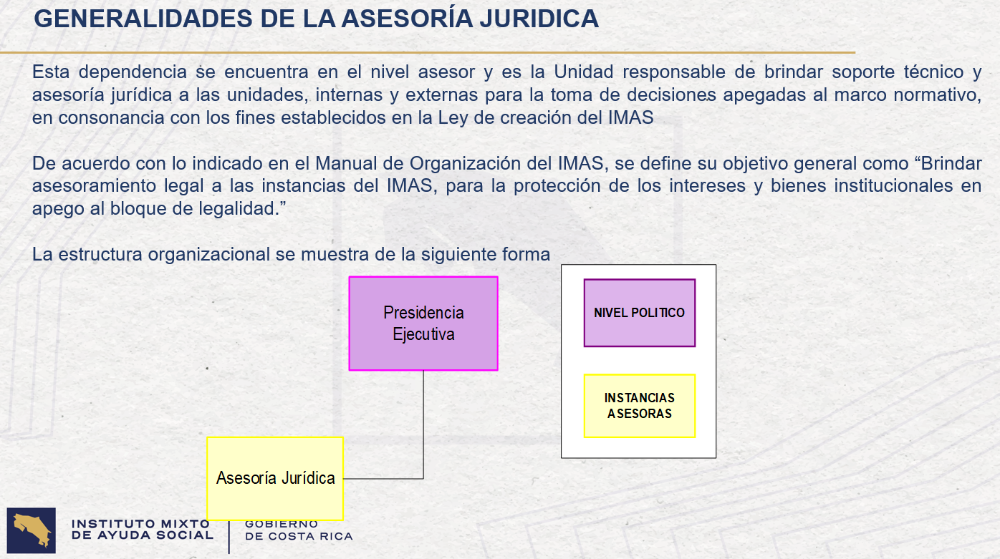 GENERALIDADES DE LA ASESORÍA JURIDICA
Esta dependencia se encuentra en el nivel asesor y es la Unidad responsable de brindar soporte técnico y
asesoría jurídica a las unidades, internas y externas para la toma de decisiones apegadas al marco normativo,
en consonancia con los fines establecidos en la Ley de creación del IMAS
De acuerdo con lo indicado en el Manual de Organización del IMAS, se define su objetivo general como “Brindar
asesoramiento legal a las instancias del IMAS, para la protección de los intereses y bienes institucionales en
apego al bloque de legalidad.”
La estructura organizacional se muestra de la siguiente forma
Presidencia
Ejecutiva
NIVEL POLITICO
INSTANCIAS
ASESORAS
Asesoría Jurídica
INSTITUTO MIXTO
DE AYUDA SOCIAL
GOBIERNO
DE COSTA RICA